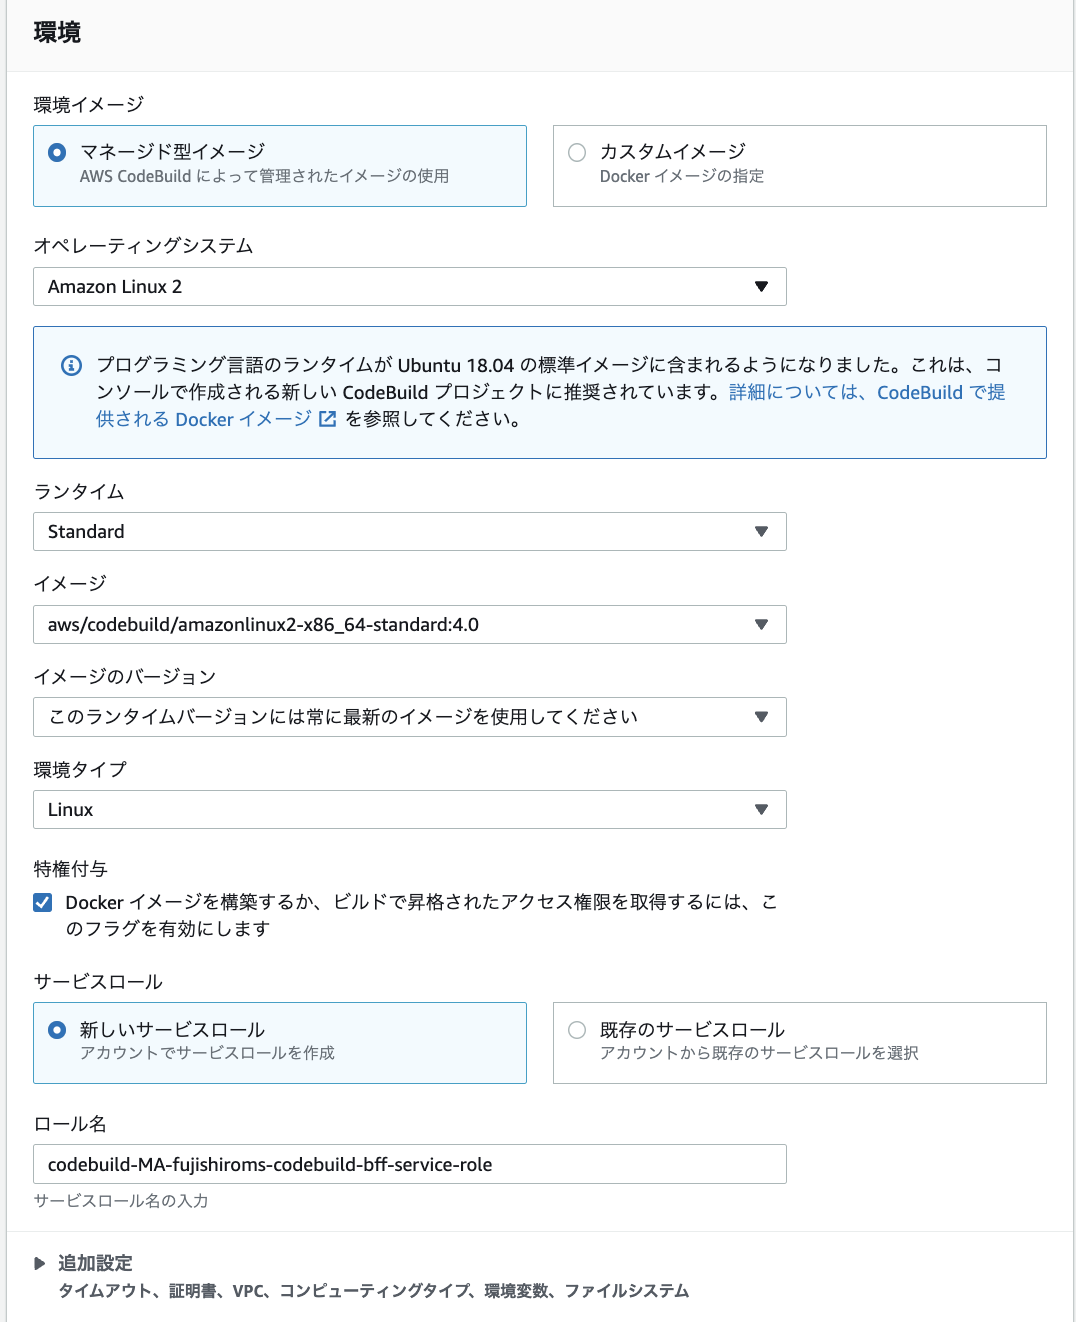 環境
環境イメージ
マネージド型イメージ
AWS CodeBuild によって管理されたイメージの使用
カスタムイメージ
Docker イメージの指定
オペレーティングシステム
Amazon Linux 2
プログラミング言語のランタイムが Ubuntu 18.04 の標準イメージに含まれるようになりました。これは、コ
ンソールで作成される新しい CodeBuild プロジェクトに推奨されています。詳細については、CodeBuild で提
供される Docker イメージ を参照してください。
ランタイム
Standard
イメージ
aws/codebuild/amazonlinux2-x86_64-standard:4.0
イメージのバージョン
このランタイムバージョンには常に最新のイメージを使用してください
環境タイプ
Linux
特権付与
Docker イメージを構築するか、ビルドで昇格されたアクセス権限を取得するには、こ
のフラグを有効にします
サービスロール
新しいサービスロール
アカウントでサービスロールを作成
既存のサービスロール
アカウントから既存のサービスロールを選択
ロール名
codebuild-MA-fujishiroms-codebuild-bff-service-role
サービスロール名の入力
追加設定
タイムアウト、証明書、VPC、コンピューティングタイプ、環境変数、ファイルシステム